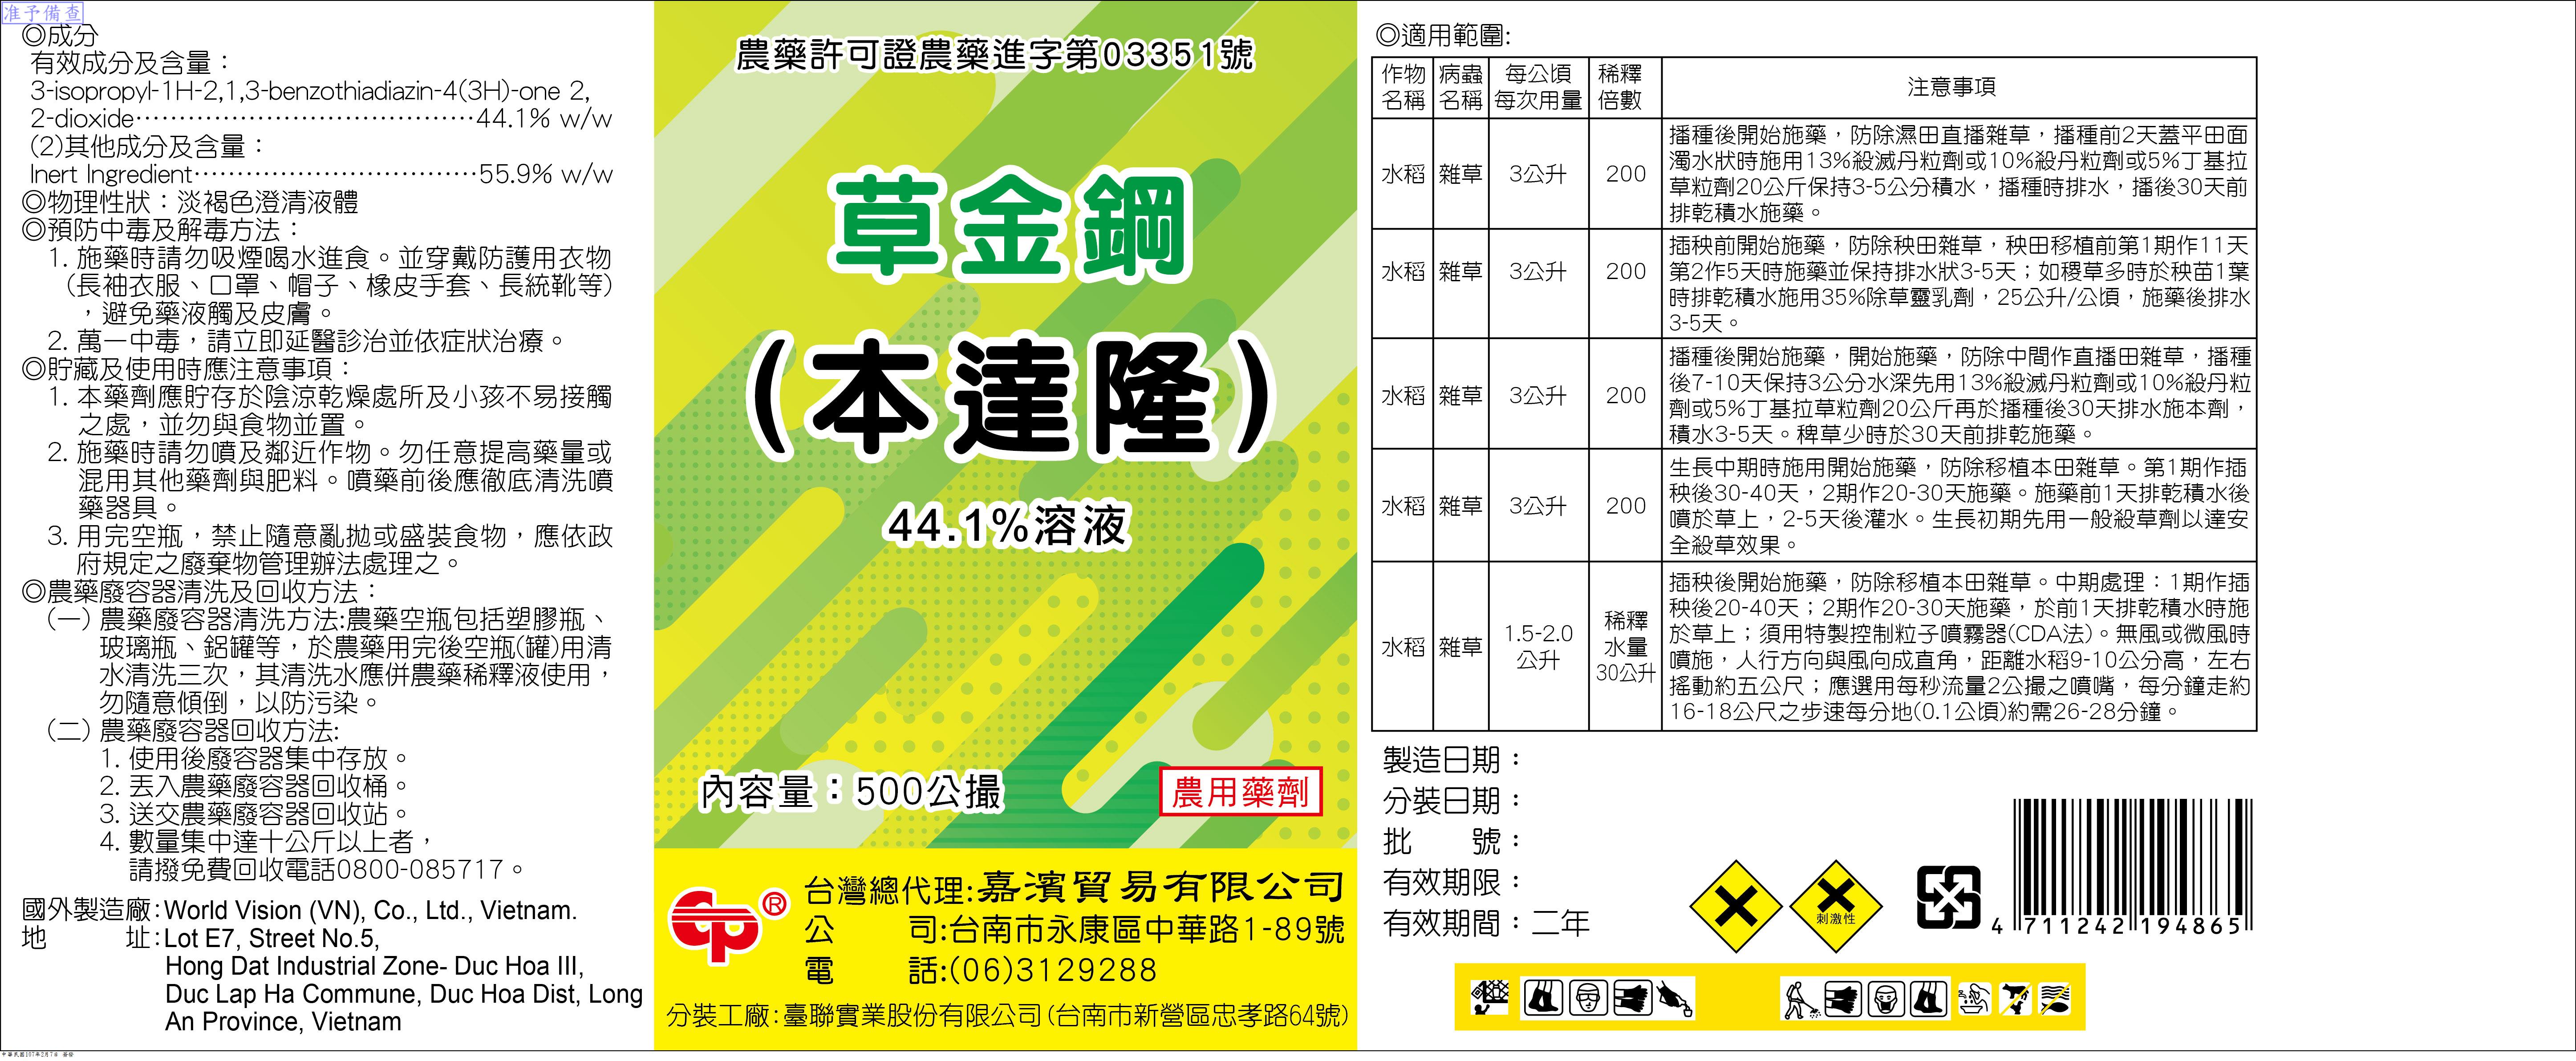 准予備查
◎成分
有效成分及含量：
3-isopropyl-1H-2,1,3-benzothiadiazin-4(3H)-one 2,
2-dioxide⋯⋯⋯⋯⋯⋯⋯⋯⋯⋯⋯⋯⋯44.1% w/w
(2)其他成分及含量：
Inert Ingredient⋯⋯⋯⋯⋯⋯⋯⋯⋯⋯⋯55.9% w/w
◎物理性狀：淡褐色澄清液體
◎預防中毒及解毒方法：
1. 施藥時請勿吸煙喝水進食。並穿戴防護用衣物
(長袖衣服、口罩、帽子、橡皮手套、長統靴等)
，避免藥液觸及皮膚。
2. 萬一中毒，請立即延醫診治並依症狀治療。
◎貯藏及使用時應注意事項：
1. 本藥劑應貯存於陰涼乾燥處所及小孩不易接觸
之處，並勿與食物並置。
2. 施藥時請勿噴及鄰近作物。勿任意提高藥量或
混用其他藥劑與肥料。噴藥前後應徹底清洗噴
藥器具。
3. 用完空瓶，禁止隨意亂拋或盛裝食物，應依政
府規定之廢棄物管理辦法處理之。
◎農藥廢容器清洗及回收方法：
(一) 農藥廢容器清洗方法:農藥空瓶包括塑膠瓶、
玻璃瓶、鋁罐等，於農藥用完後空瓶(罐)用清
水清洗三次，其清洗水應併農藥稀釋液使用，
勿隨意傾倒，以防污染。
(二) 農藥廢容器回收方法:
1. 使用後廢容器集中存放。
2. 丟入農藥廢容器回收桶。
3. 送交農藥廢容器回收站。
4. 數量集中達十公斤以上者，
請撥免費回收電話0800-085717。
國外製造廠:World Vision (VN), Co., Ltd., Vietnam.
地 址:Lot E7, Street No.5,
Hong Dat Industrial Zone- Duc Hoa III,
Duc Lap Ha Commune, Duc Hoa Dist, Long
An Province, Vietnam
中華民國107年2月7日 簽發
農藥許可證農藥進字第03351號
草金鋼
(本達隆)
44.1%溶液
內容量：500公撮
農用藥劑
CP®
台灣總代理:嘉濱貿易有限公司
公 司:台南市永康區中華路1-89號
電 話:(06)3129288
分裝工廠:臺聯實業股份有限公司(台南市新營區忠孝路64號)
◎適用範圍:
作物名稱 病蟲名稱 每公頃每次用量 稀釋倍數 注意事項
水稻 雜草 3公升 200
播種後開始施藥，防除濕田直播雜草，播種前2天蓋平田面
濁水狀時施用13%殺滅丹粒劑或10%殺丹粒劑或5%丁基拉
草粒劑20公斤保持3-5公分積水，播種時排水，播後30天前
排乾積水施藥。
水稻 雜草 3公升 200
插秧前開始施藥，防除秧田雜草，秧田移植前第1期作11天
第2作5天時施藥並保持排水狀3-5天；如稷草多時於秧苗1葉
時排乾積水施用35%除草靈乳劑，25公升/公頃，施藥後排水
3-5天。
水稻 雜草 3公升 200
播種後開始施藥，開始施藥，防除中間作直播田雜草，播種
後7-10天保持3公分水深先用13%殺滅丹粒劑或10%殺丹粒
劑或5%丁基拉草粒劑20公斤再於播種後30天排水施本劑，
積水3-5天。稗草少時於30天前排乾施藥。
水稻 雜草 3公升 200
生長中期時施用開始施藥，防除移植本田雜草。第1期作插
秧後30-40天，2期作20-30天施藥。施藥前1天排乾積水後
噴於草上，2-5天後灌水。生長初期先用一般殺草劑以達安
全殺草效果。
水稻 雜草 1.5-2.0公升 稀釋水量30公升
插秧後開始施藥，防除移植本田雜草。中期處理：1期作插
秧後20-40天；2期作20-30天施藥，於前1天排乾積水時施
於草上；須用特製控制粒子噴霧器(CDA法)。無風或微風時
噴施，人行方向與風向成直角，距離水稻9-10公分高，左右
搖動約五公尺；應選用每秒流量2公撮之噴嘴，每分鐘走約
16-18公尺之步速每分地(0.1公頃)約需26-28分鐘。
製造日期：
分裝日期：
批 號：
有效期限：
有效期間：二年
刺激性
4 711242 194865